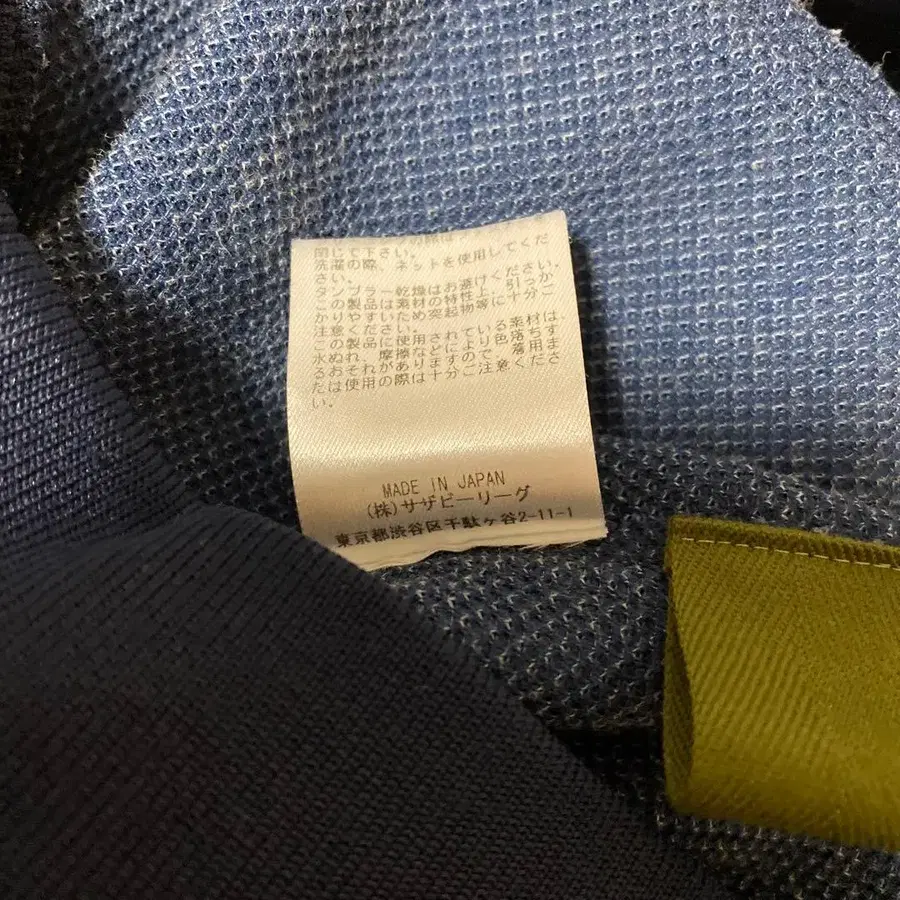 閉じて下さい。
洗濯の際、ネットを使用してくだ
さい。
タンブラー乾燥はお避けください。
この製品は素材の特性上、引っか
かりやすいため突起物等に十分ご
注意ください。
この製品に使用されている素材は、
水ぬれ、摩擦などにより色落ちす
るおそれがありますので、着用ま
たは使用の際は十分ご注意くださ
い。
MADE IN JAPAN
(株)サザビーリーグ
東京都渋谷区千駄ヶ谷2-11-1